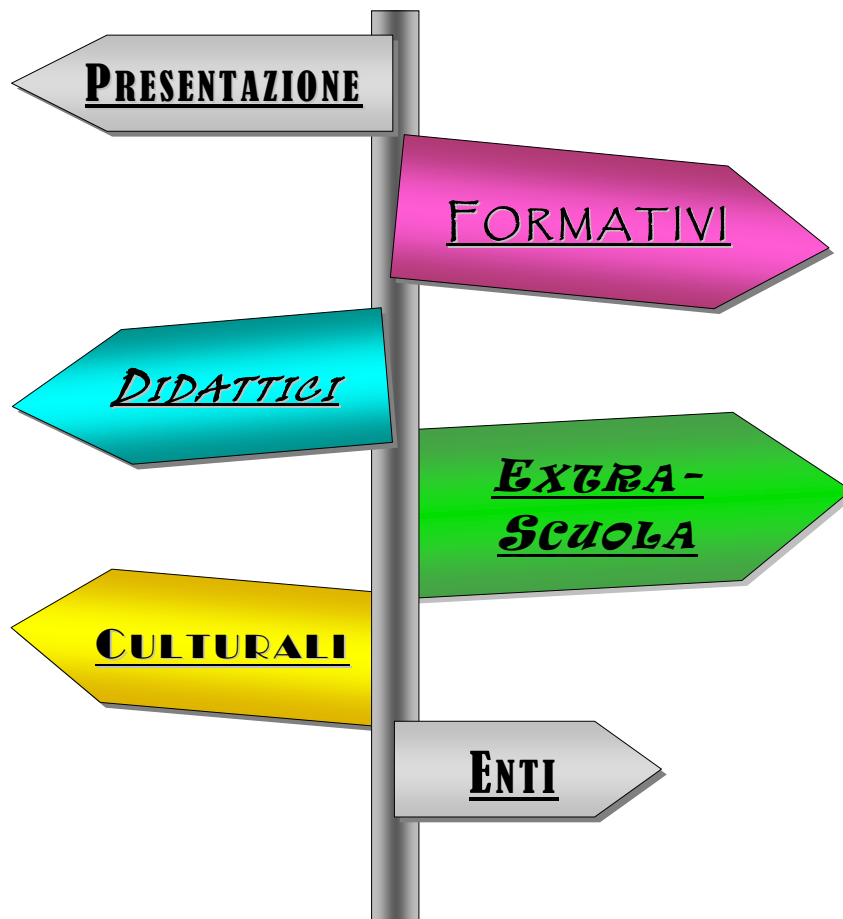 PRESENTAZIONE
FORMATIVI
DIDATTICI
EXTRA-
SCUOLA
CULTURALI
ENTI